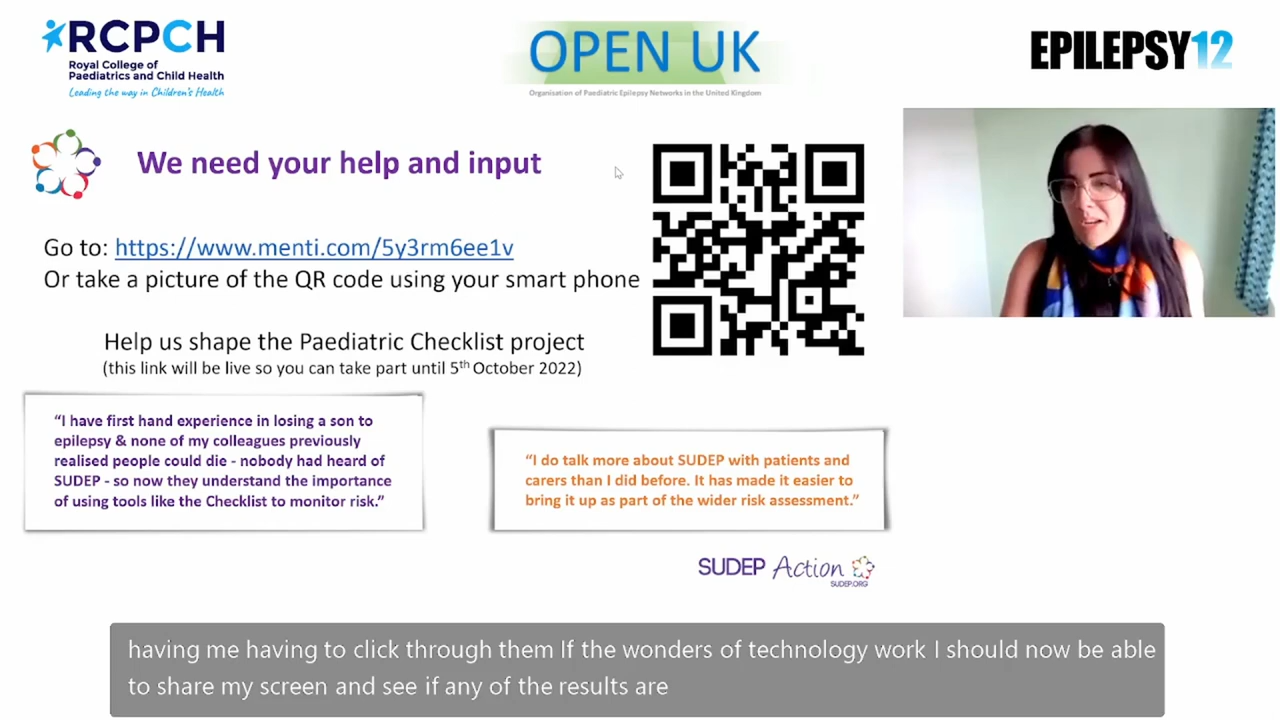 RCPCH
Royal College of
Paediatrics and Child Health
Leading the way in Children's Health
OPEN UK
Organisation of Paediatric Epilepsy Networks in the United Kingdom
EPILEPSY12
We need your help and input
Go to: https://www.menti.com/5y3rm6ee1v
Or take a picture of the QR code using your smart phone
Help us shape the Paediatric Checklist project
(this link will be live so you can take part until 5th October 2022)
“I have first hand experience in losing a son to
epilepsy & none of my colleagues previously
realised people could die - nobody had heard of
SUDEP - so now they understand the importance
of using tools like the Checklist to monitor risk.”
“I do talk more about SUDEP with patients and
carers than I did before. It has made it easier to
bring it up as part of the wider risk assessment.”
SUDEP Action
SUDEP.ORG
having me having to click through them If the wonders of technology work I should now be able
to share my screen and see if any of the results are